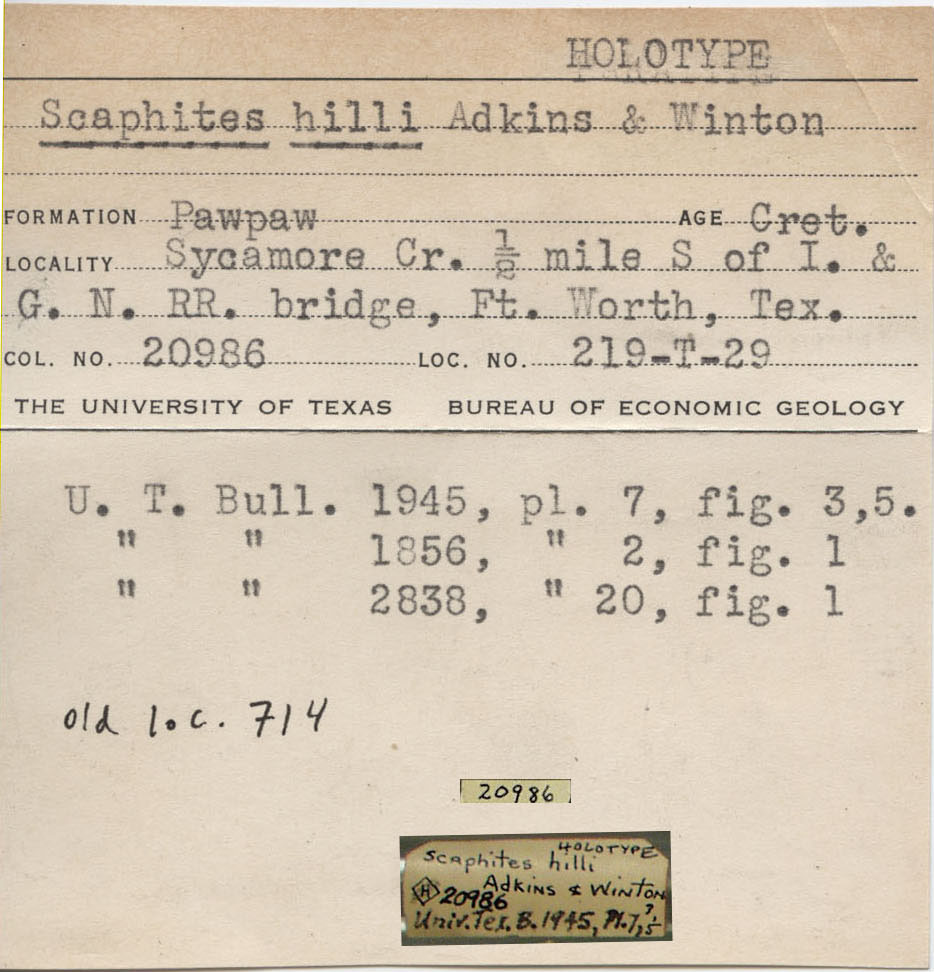 HOLOTYPE
Scaphites hilli Adkins & Winton
FORMATION Pawpaw AGE Cret.
LOCALITY Sycamore Cr. ½ mile S of I. &
G. N. RR. bridge, Ft. Worth, Tex.
COL. NO. 20986 LOC. NO. 219-T-29
THE UNIVERSITY OF TEXAS BUREAU OF ECONOMIC GEOLOGY
U. T. Bull. 1945, pl. 7, fig. 3,5.
" " 1856, " 2, fig. 1
" " 2838, " 20, fig. 1
old loc. 714
20986
HOLOTYPE
Scaphites hilli
Adkins & Winton
H 20986
Univ. Tex. B. 1945, Pl. 7, ?, 5